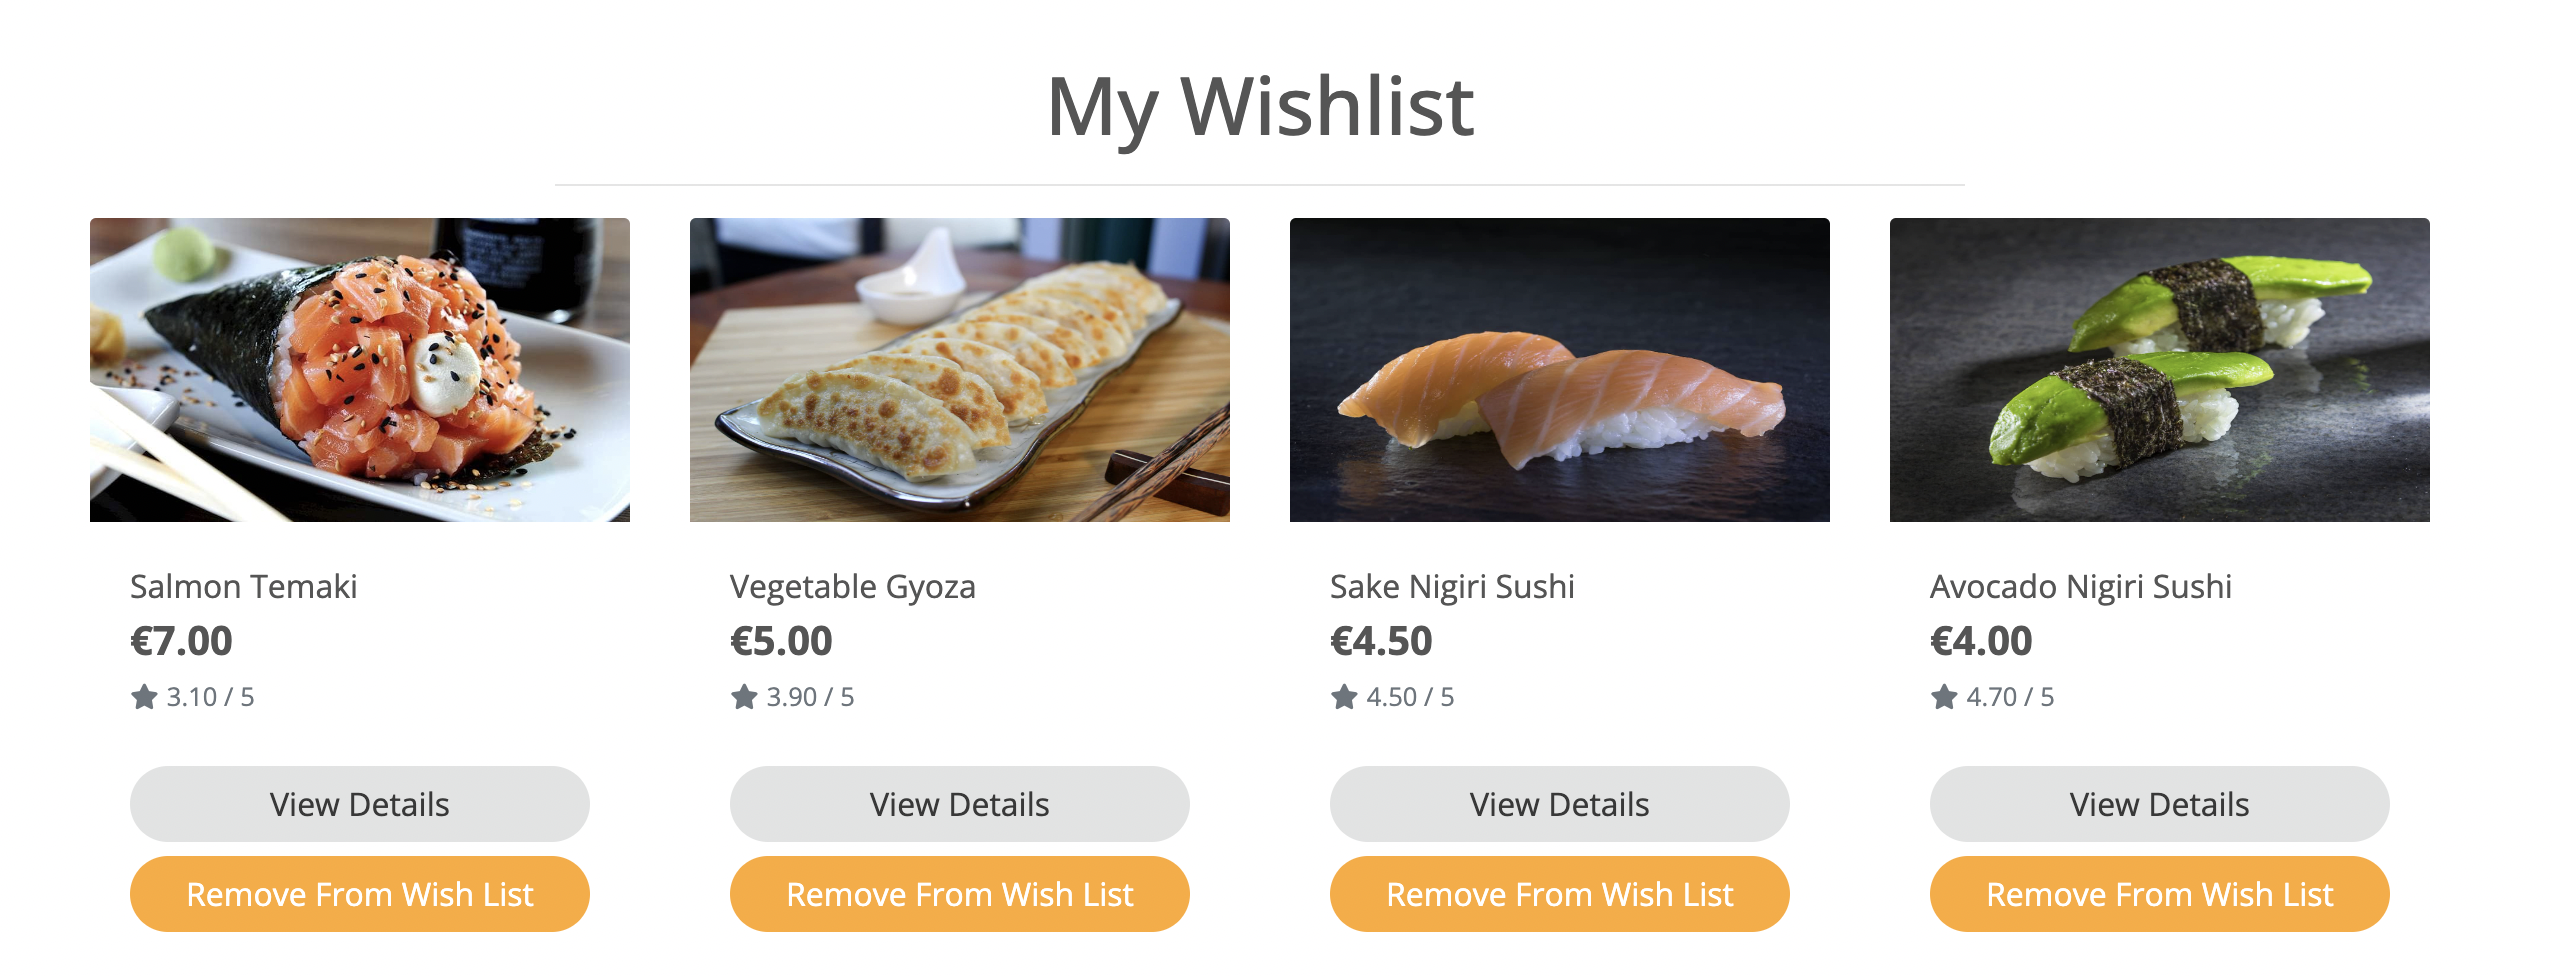 My Wishlist
Salmon Temaki
€7.00
3.10 / 5
View Details
Remove From Wish List
Vegetable Gyoza
€5.00
3.90 / 5
View Details
Remove From Wish List
Sake Nigiri Sushi
€4.50
4.50 / 5
View Details
Remove From Wish List
Avocado Nigiri Sushi
€4.00
4.70 / 5
View Details
Remove From Wish List